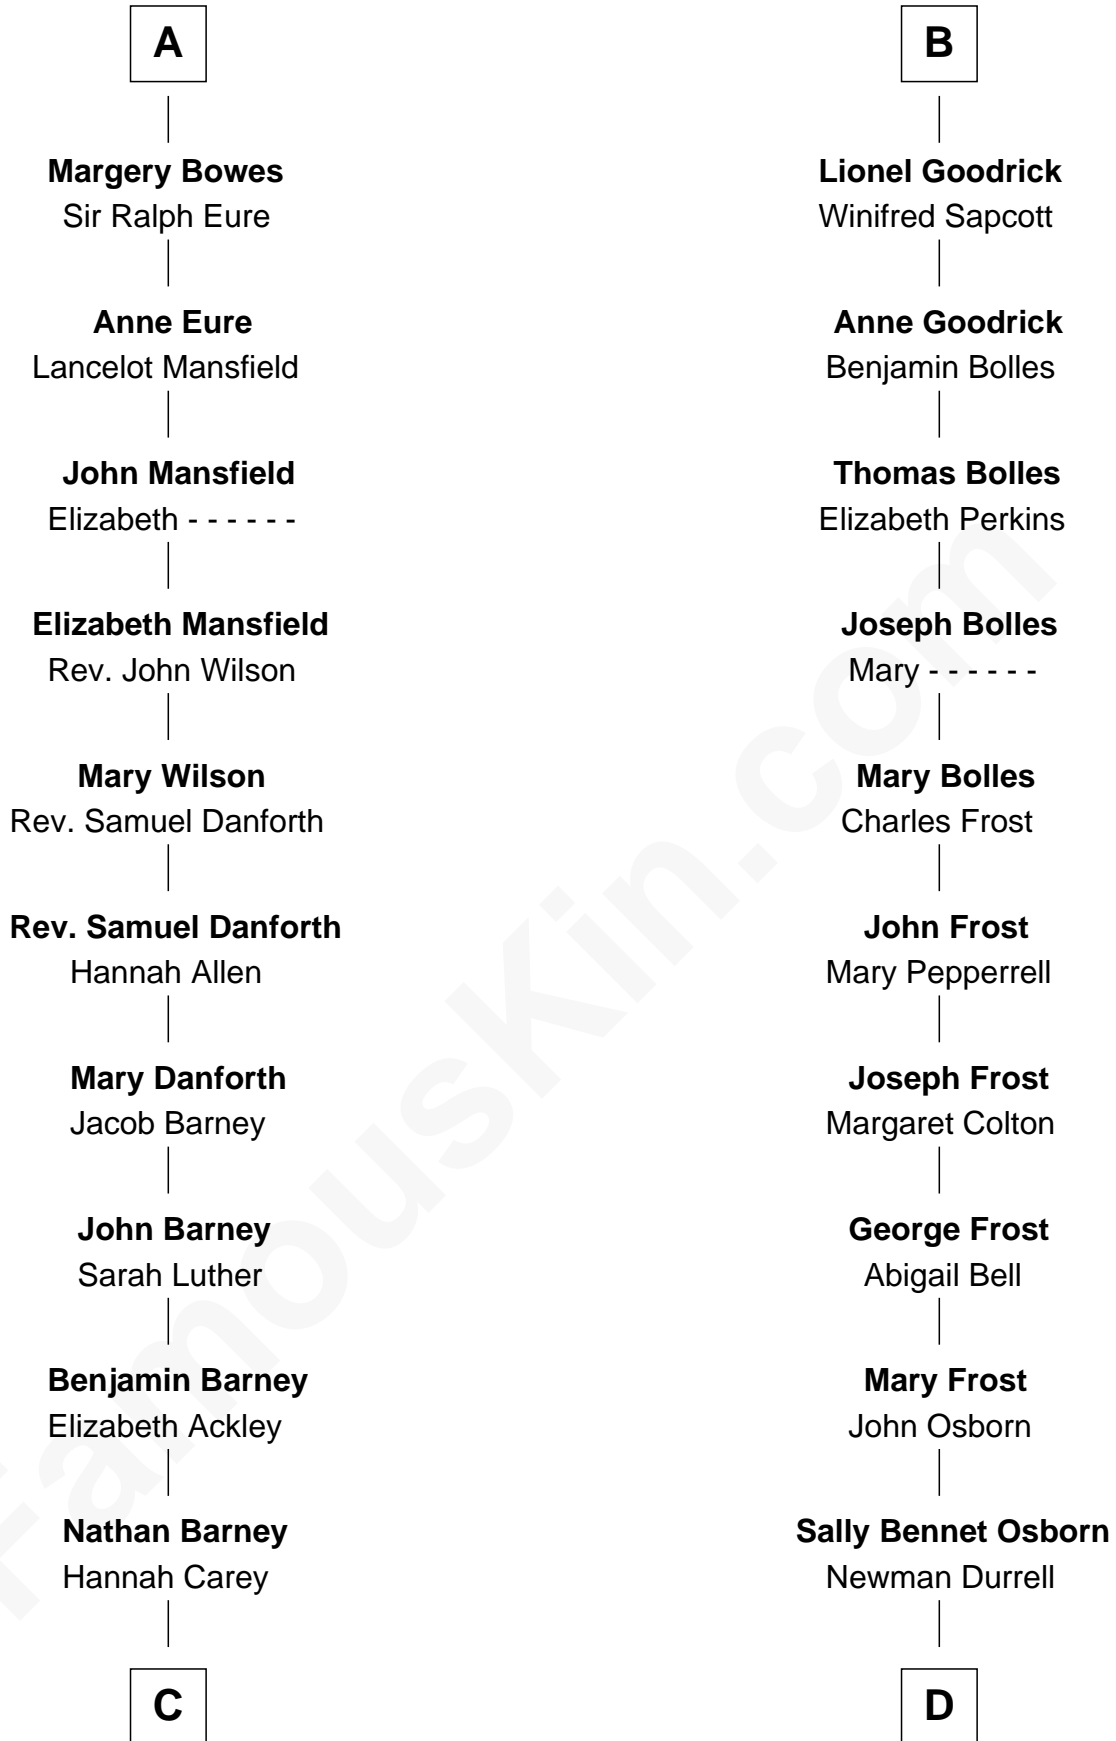 A
Margery Bowes
Sir Ralph Eure
Anne Eure
Lancelot Mansfield
John Mansfield
Elizabeth - - - - - -
Elizabeth Mansfield
Rev. John Wilson
Mary Wilson
Rev. Samuel Danforth
Rev. Samuel Danforth
Hannah Allen
Mary Danforth
Jacob Barney
John Barney
Sarah Luther
Benjamin Barney
Elizabeth Ackley
Nathan Barney
Hannah Carey
C
B
Lionel Goodrick
Winifred Sapcott
Anne Goodrick
Benjamin Bolles
Thomas Bolles
Elizabeth Perkins
Joseph Bolles
Mary - - - - - -
Mary Bolles
Charles Frost
John Frost
Mary Pepperrell
Joseph Frost
Margaret Colton
George Frost
Abigail Bell
Mary Frost
John Osborn
Sally Bennet Osborn
Newman Durrell
D
FamousKin.com